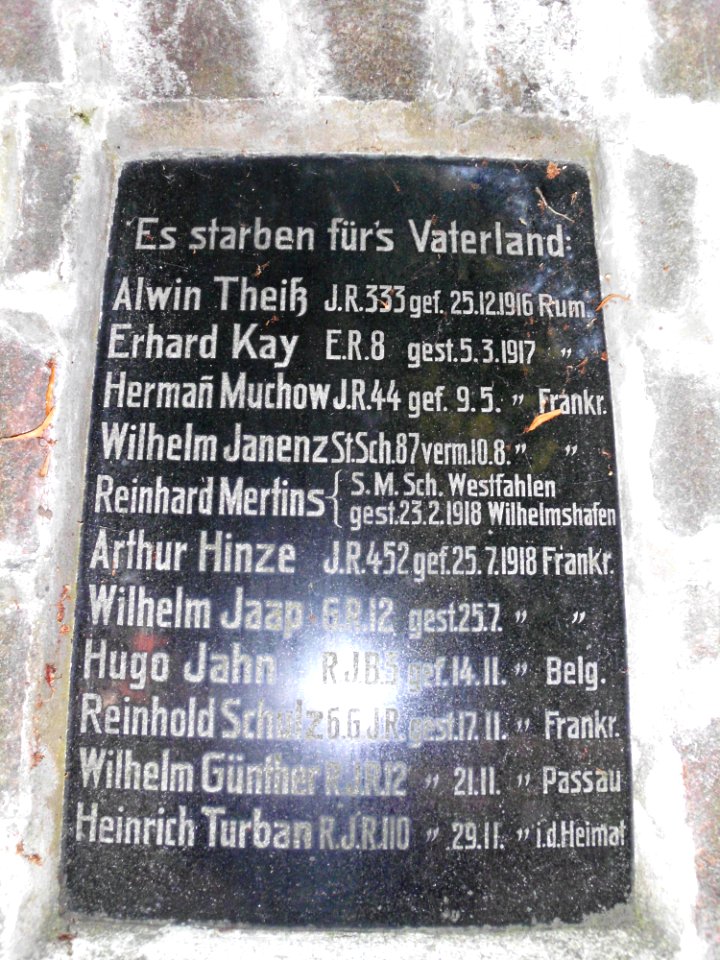 Es starben für's Vaterland:
Alwin Theiß J.R.333 gef. 25.12.1916 Rum.
Erhard Kay E.R.8 gest.5.3.1917 "
Herman̄ Muchow J.R.44 gef. 9.5. " Frankr.
Wilhelm Janenz St.Sch.87 verm.10.8. " "
Reinhard Mertins { S.M. Sch. Westfahlen
gest.23.2.1918 Wilhelmshafen
Arthur Hinze J.R.452 gef.25.7.1918 Frankr.
Wilhelm Jaap G.R.12 gest.25.7. " "
Hugo Jahn R.J.B.5 gef.14.11. " Belg.
Reinhold Schulz 6.G.J.R. gest.17.11. " Frankr.
Wilhelm Günther R.J.R.12 " 21.11. " Passau
Heinrich Turban R.J.R.110 " 29.11. " i.d.Heimat